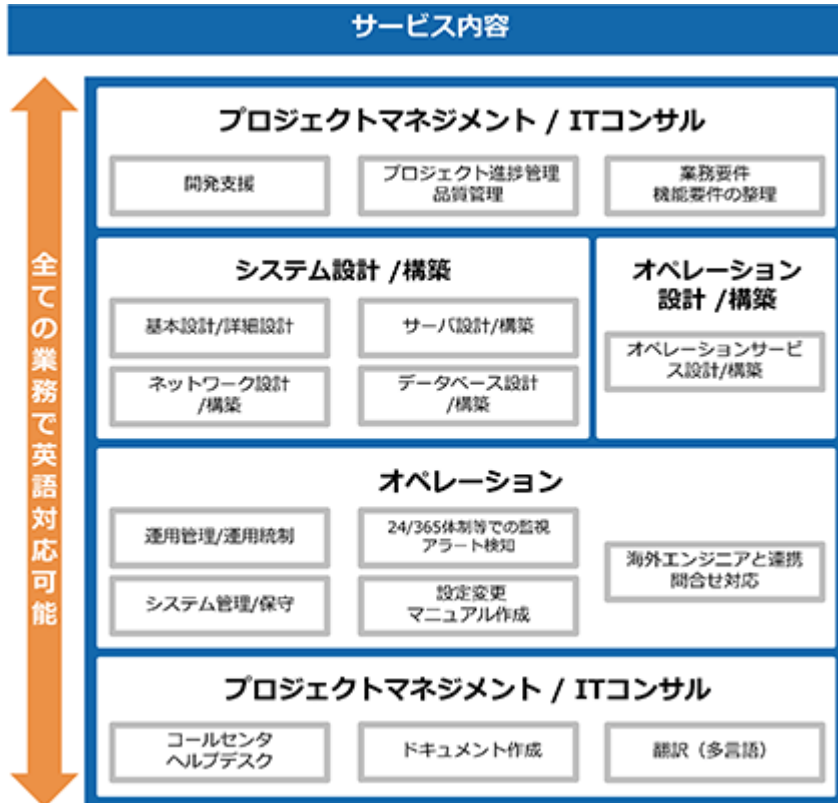 サービス内容
全ての業務で英語対応可能
プロジェクトマネジメント / ITコンサル
開発支援
プロジェクト進捗管理
品質管理
業務要件
機能要件の整理
システム設計 /構築
基本設計/詳細設計
サーバ設計/構築
ネットワーク設計
/構築
データベース設計
/構築
オペレーション
設計 /構築
オペレーションサービ
ス設計/構築
オペレーション
運用管理/運用統制
24/365体制等での監視
アラート検知
システム管理/保守
設定変更
マニュアル作成
海外エンジニアと連携
問合せ対応
プロジェクトマネジメント / ITコンサル
コールセンタ
ヘルプデスク
ドキュメント作成
翻訳（多言語）